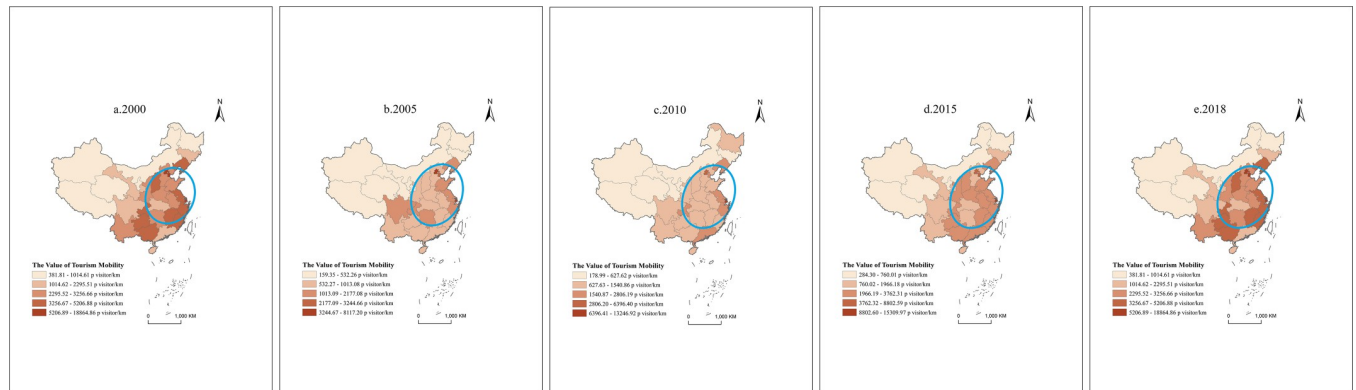 a.2000
N
The Value of Tourism Mobility
381.81 - 1014.61 p visitor/km
1014.62 - 2295.51 p visitor/km
2295.52 - 3256.66 p visitor/km
3256.67 - 5206.88 p visitor/km
5206.89 - 18864.86 p visitor/km
0 1,000 KM
b.2005
N
The Value of Tourism Mobility
159.35 - 532.26 p visitor/km
532.27 - 1013.08 p visitor/km
1013.09 - 2177.08 p visitor/km
2177.09 - 3244.66 p visitor/km
3244.67 - 8117.20 p visitor/km
0 1,000 KM
c.2010
N
The Value of Tourism Mobility
178.99 - 627.62 p visitor/km
627.63 - 1540.86 p visitor/km
1540.87 - 2806.19 p visitor/km
2806.20 - 6396.40 p visitor/km
6396.41 - 13246.92 p visitor/km
0 1,000 KM
d.2015
N
The Value of Tourism Mobility
284.30 - 760.01 p visitor/km
760.02 - 1966.18 p visitor/km
1966.19 - 3762.31 p visitor/km
3762.32 - 8802.59 p visitor/km
8802.60 - 15309.97 p visitor/km
0 1,000 KM
e.2018
N
The Value of Tourism Mobility
381.81 - 1014.61 p visitor/km
1014.62 - 2295.51 p visitor/km
2295.52 - 3256.66 p visitor/km
3256.67 - 5206.88 p visitor/km
5206.89 - 18864.86 p visitor/km
0 1,000 KM